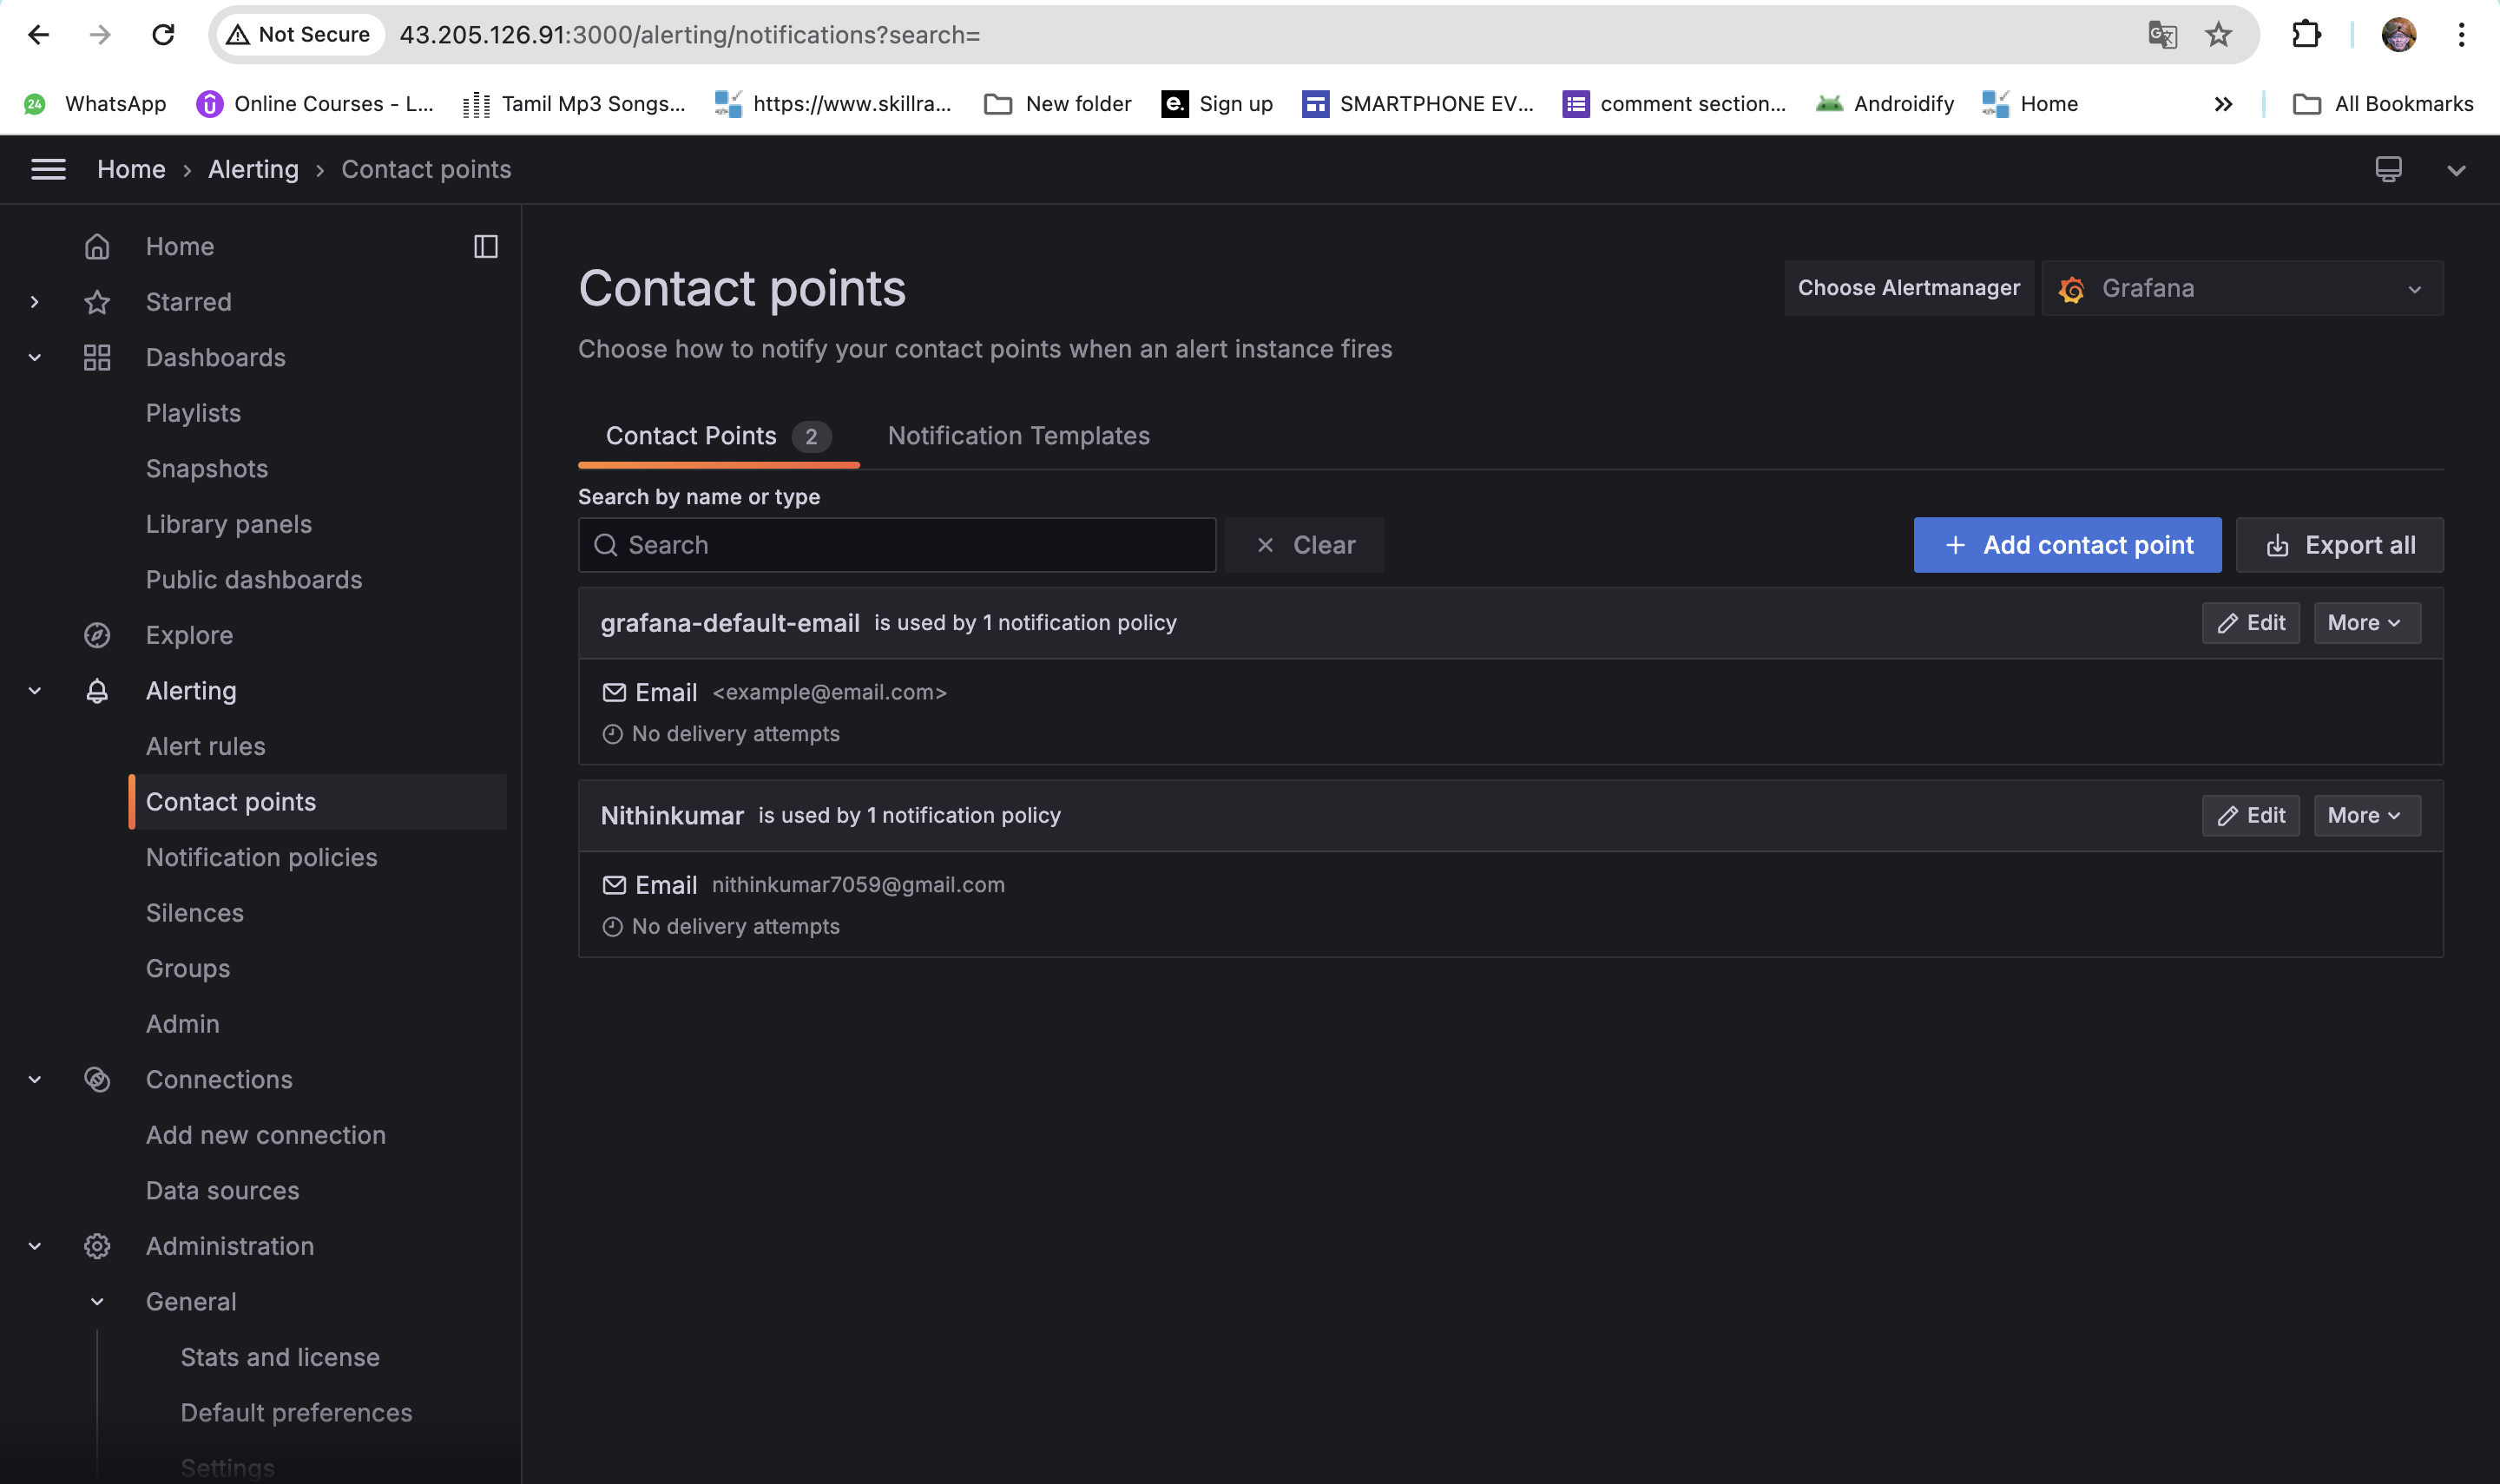 Not Secure 43.205.126.91:3000/alerting/notifications?search=
24 WhatsApp Online Courses - L... Tamil Mp3 Songs... https://www.skillra... New folder e. Sign up SMARTPHONE EV... comment section... Androidify Home » All Bookmarks
Home › Alerting › Contact points
Home
Starred
Dashboards
Playlists
Snapshots
Library panels
Public dashboards
Explore
Alerting
Alert rules
Contact points
Notification policies
Silences
Groups
Admin
Connections
Add new connection
Data sources
Administration
General
Stats and license
Default preferences
Settings
Contact points
Choose Alertmanager Grafana
Choose how to notify your contact points when an alert instance fires
Contact Points 2 Notification Templates
Search by name or type
Search Clear + Add contact point Export all
grafana-default-email is used by 1 notification policy Edit More
Email <example@email.com>
No delivery attempts
Nithinkumar is used by 1 notification policy Edit More
Email nithinkumar7059@gmail.com
No delivery attempts